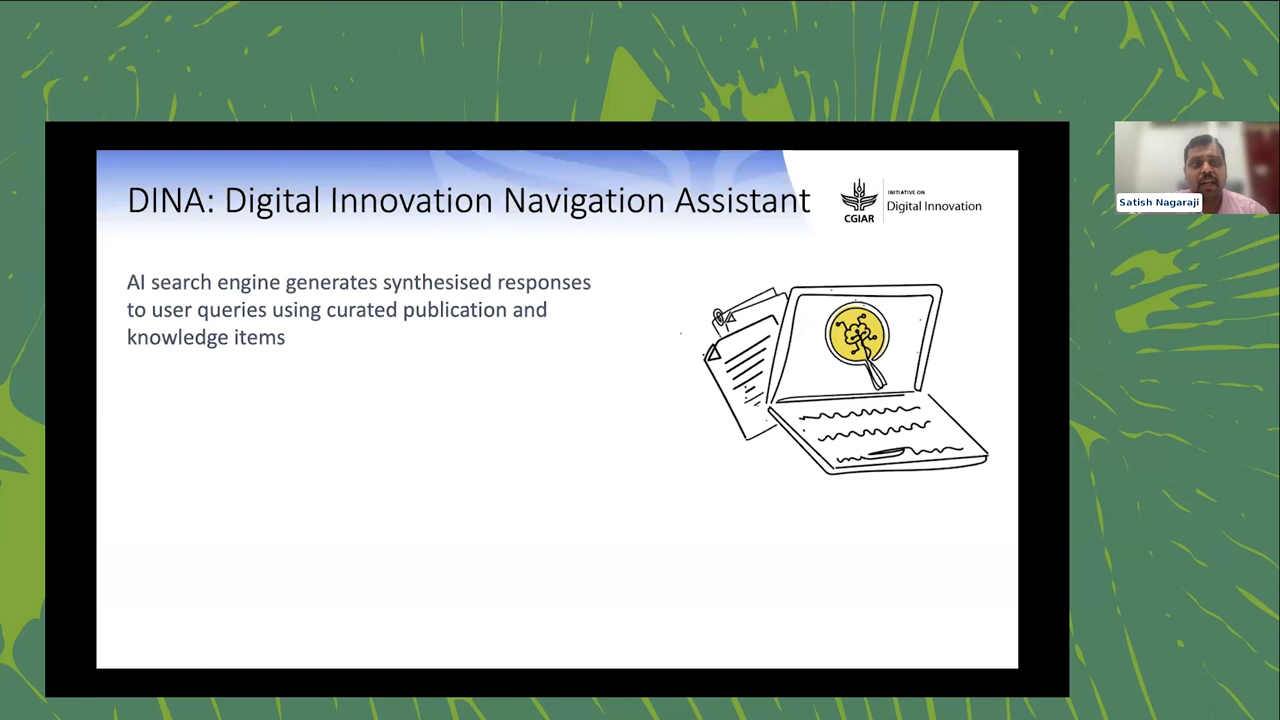 DINA: Digital Innovation Navigation Assistant
CGIAR
INITIATIVE ON
Digital Innovation
AI search engine generates synthesised responses
to user queries using curated publication and
knowledge items
Satish Nagaraji